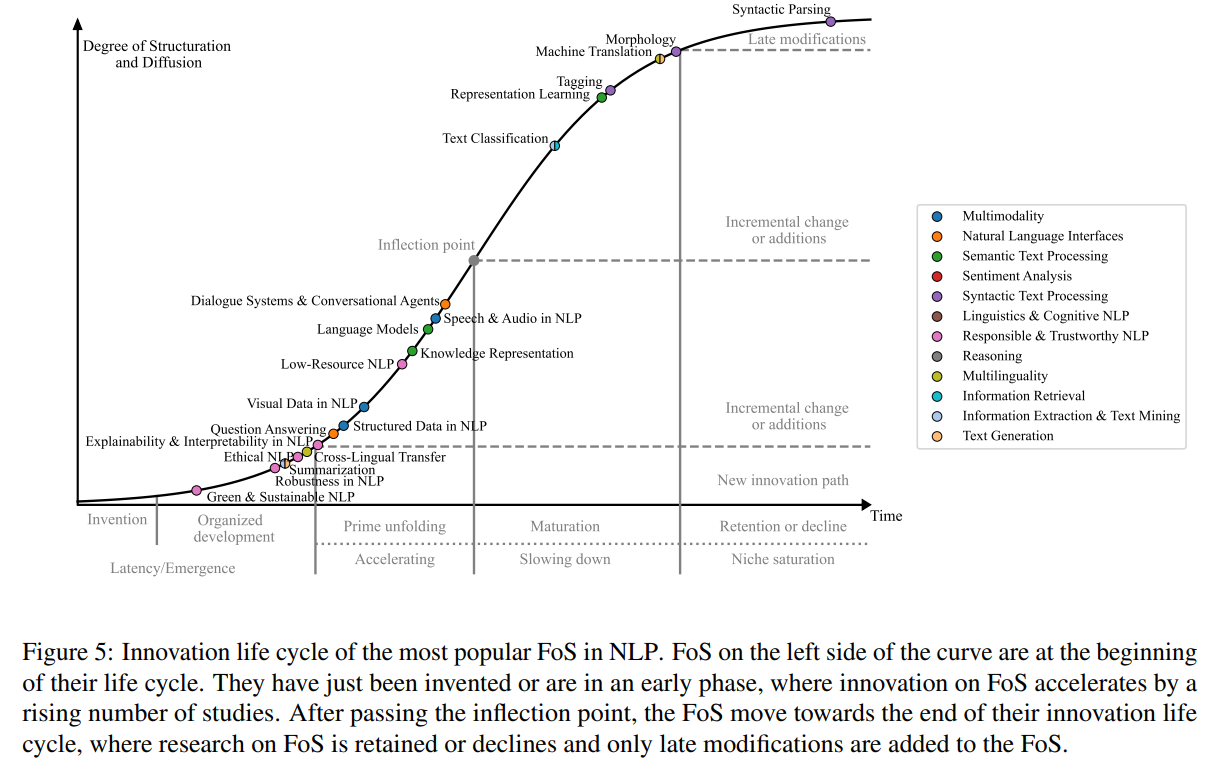 Syntactic Parsing
Degree of Structuration
and Diffusion
Late modifications
Morphology
Machine Translation
Tagging
Representation Learning
Text Classification
Incremental change
or additions
Inflection point
Dialogue Systems & Conversational Agents
Speech & Audio in NLP
Language Models
Knowledge Representation
Low-Resource NLP
Visual Data in NLP
Incremental change
or additions
Structured Data in NLP
Question Answering
Explainability & Interpretability in NLP
Ethical NLP
Cross-Lingual Transfer
Summarization
Robustness in NLP
New innovation path
Green & Sustainable NLP
Time
Invention
Organized
development
Prime unfolding
Maturation
Retention or decline
Latency/Emergence
Accelerating
Slowing down
Niche saturation
Multimodality
Natural Language Interfaces
Semantic Text Processing
Sentiment Analysis
Syntactic Text Processing
Linguistics & Cognitive NLP
Responsible & Trustworthy NLP
Reasoning
Multilinguality
Information Retrieval
Information Extraction & Text Mining
Text Generation
Figure 5: Innovation life cycle of the most popular FoS in NLP. FoS on the left side of the curve are at the beginning
of their life cycle. They have just been invented or are in an early phase, where innovation on FoS accelerates by a
rising number of studies. After passing the inflection point, the FoS move towards the end of their innovation life
cycle, where research on FoS is retained or declines and only late modifications are added to the FoS.